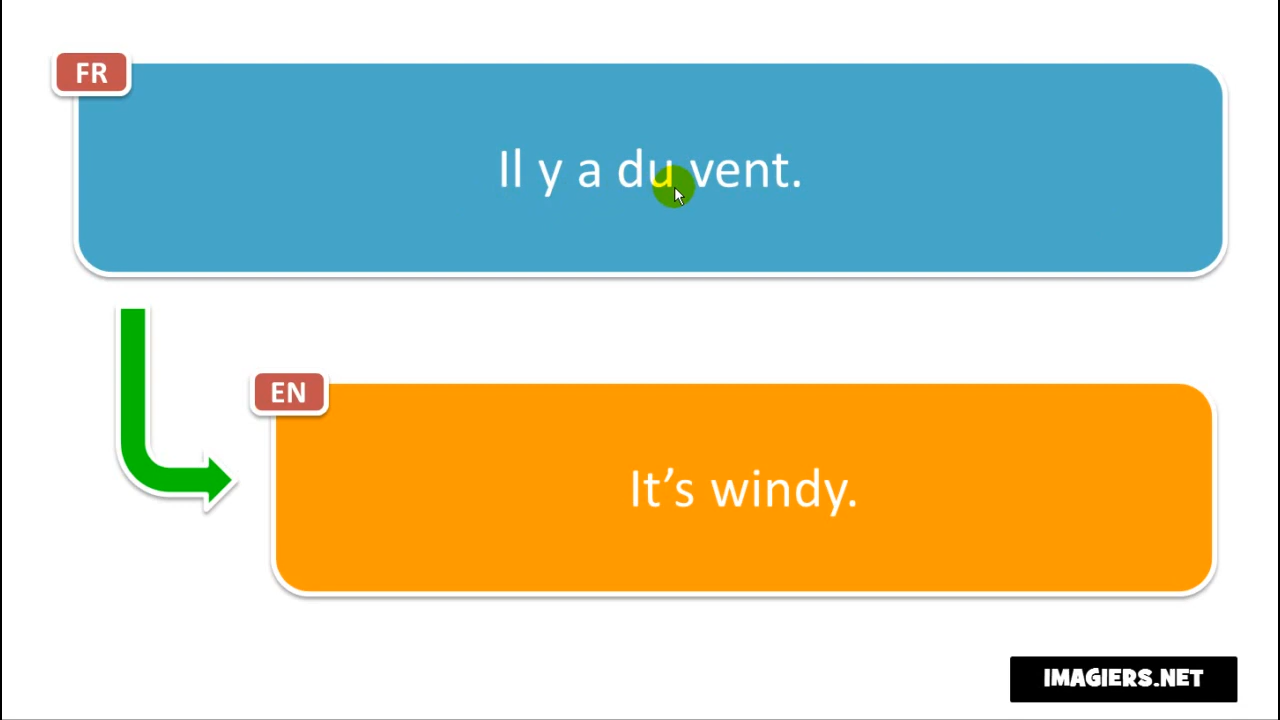 FR
Il y a du vent.
EN
It’s windy.
IMAGIERS.NET